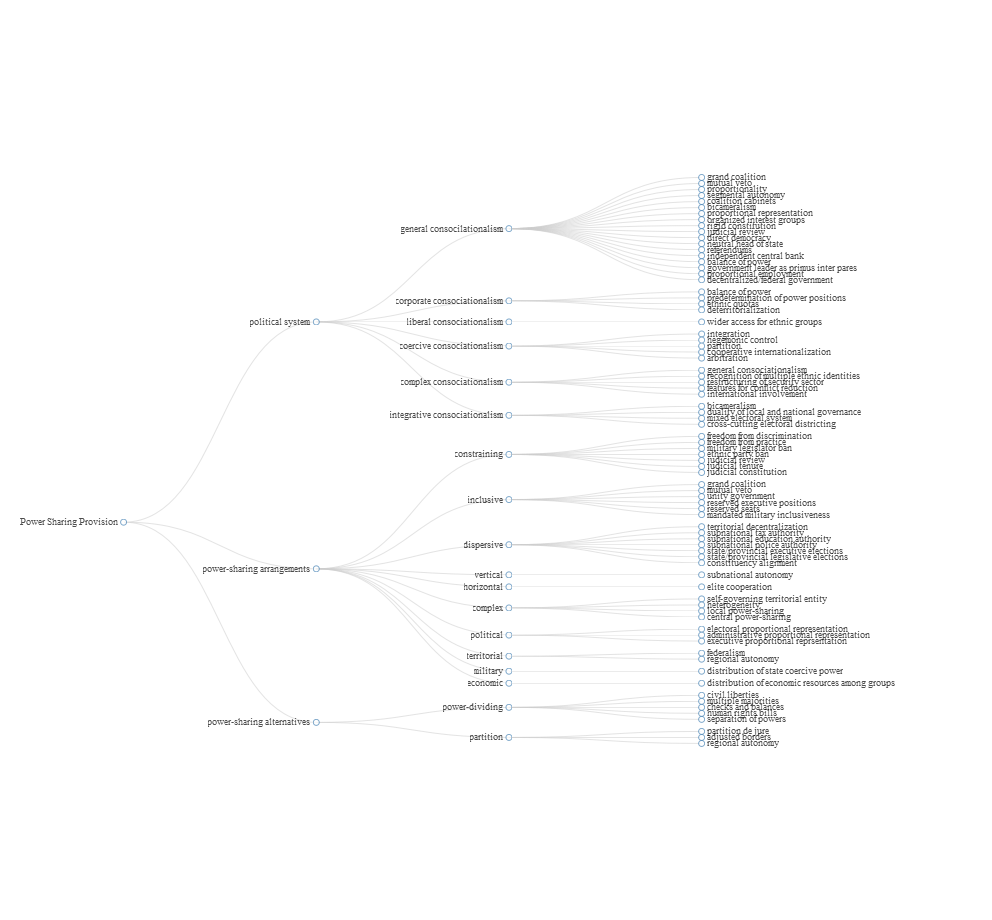 Power Sharing Provision
political system
general consocilationalism
grand coalition
mutual veto
proportionality
segmental autonomy
coalition cabinets
bicameralism
proportional representation
organized interest groups
rigid constitution
judicial review
direct democracy
neutral head of state
referendums
independent central bank
balance of power
government leader as primus inter pares
proportional employment
decentralized/federal government
corporate consociationalism
balance of power
predetermination of power positions
ethnic quotas
deterritorialization
liberal consociationalism
wider access for ethnic groups
coercive consociationalism
integration
hegemonic control
partition
cooperative internationalization
arbitration
complex consociationalism
general consociationalism
recognition of multiple ethnic identities
restructuring of security sector
features for conflict reduction
international involvement
integrative consociationalism
bicameralism
quality of local and national governance
mixed electoral system
cross-cutting electoral districting
power-sharing arrangements
constraining
freedom from discrimination
freedom from practice
military legislator ban
ethnic party ban
judicial review
judicial tenure
judicial constitution
inclusive
grand coalition
mutual veto
unity government
reserved executive positions
reserved seats
mandated military inclusiveness
dispersive
territorial decentralization
subnational tax authority
subnational education authority
subnational police authority
state/provincial executive elections
state/provincial legislative elections
constituency alignment
vertical
subnational autonomy
horizontal
elite cooperation
complex
self-governing territorial entity
heterogeneity
local power-sharing
central power-sharing
political
electoral proportional representation
administrative proportional representation
executive proportional reprsentation
territorial
federalism
regional autonomy
military
distribution of state coercive power
economic
distribution of economic resources among groups
power-sharing alternatives
power-dividing
civil liberties
multiple majorities
checks and balances
human rights bills
separation of powers
partition
partition de jure
adjusted borders
regional autonomy